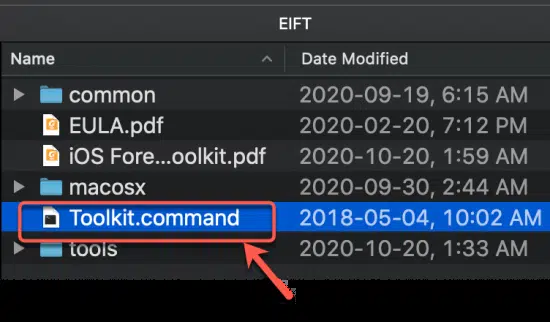 EIFT
Name Date Modified
common 2020-09-19, 6:15 AM
EULA.pdf 2020-02-20, 7:12 PM
iOS Fore...oolkit.pdf 2020-10-20, 1:59 AM
macosx 2020-09-30, 2:44 AM
Toolkit.command 2018-05-04, 10:02 AM
tools 2020-10-20, 1:33 AM